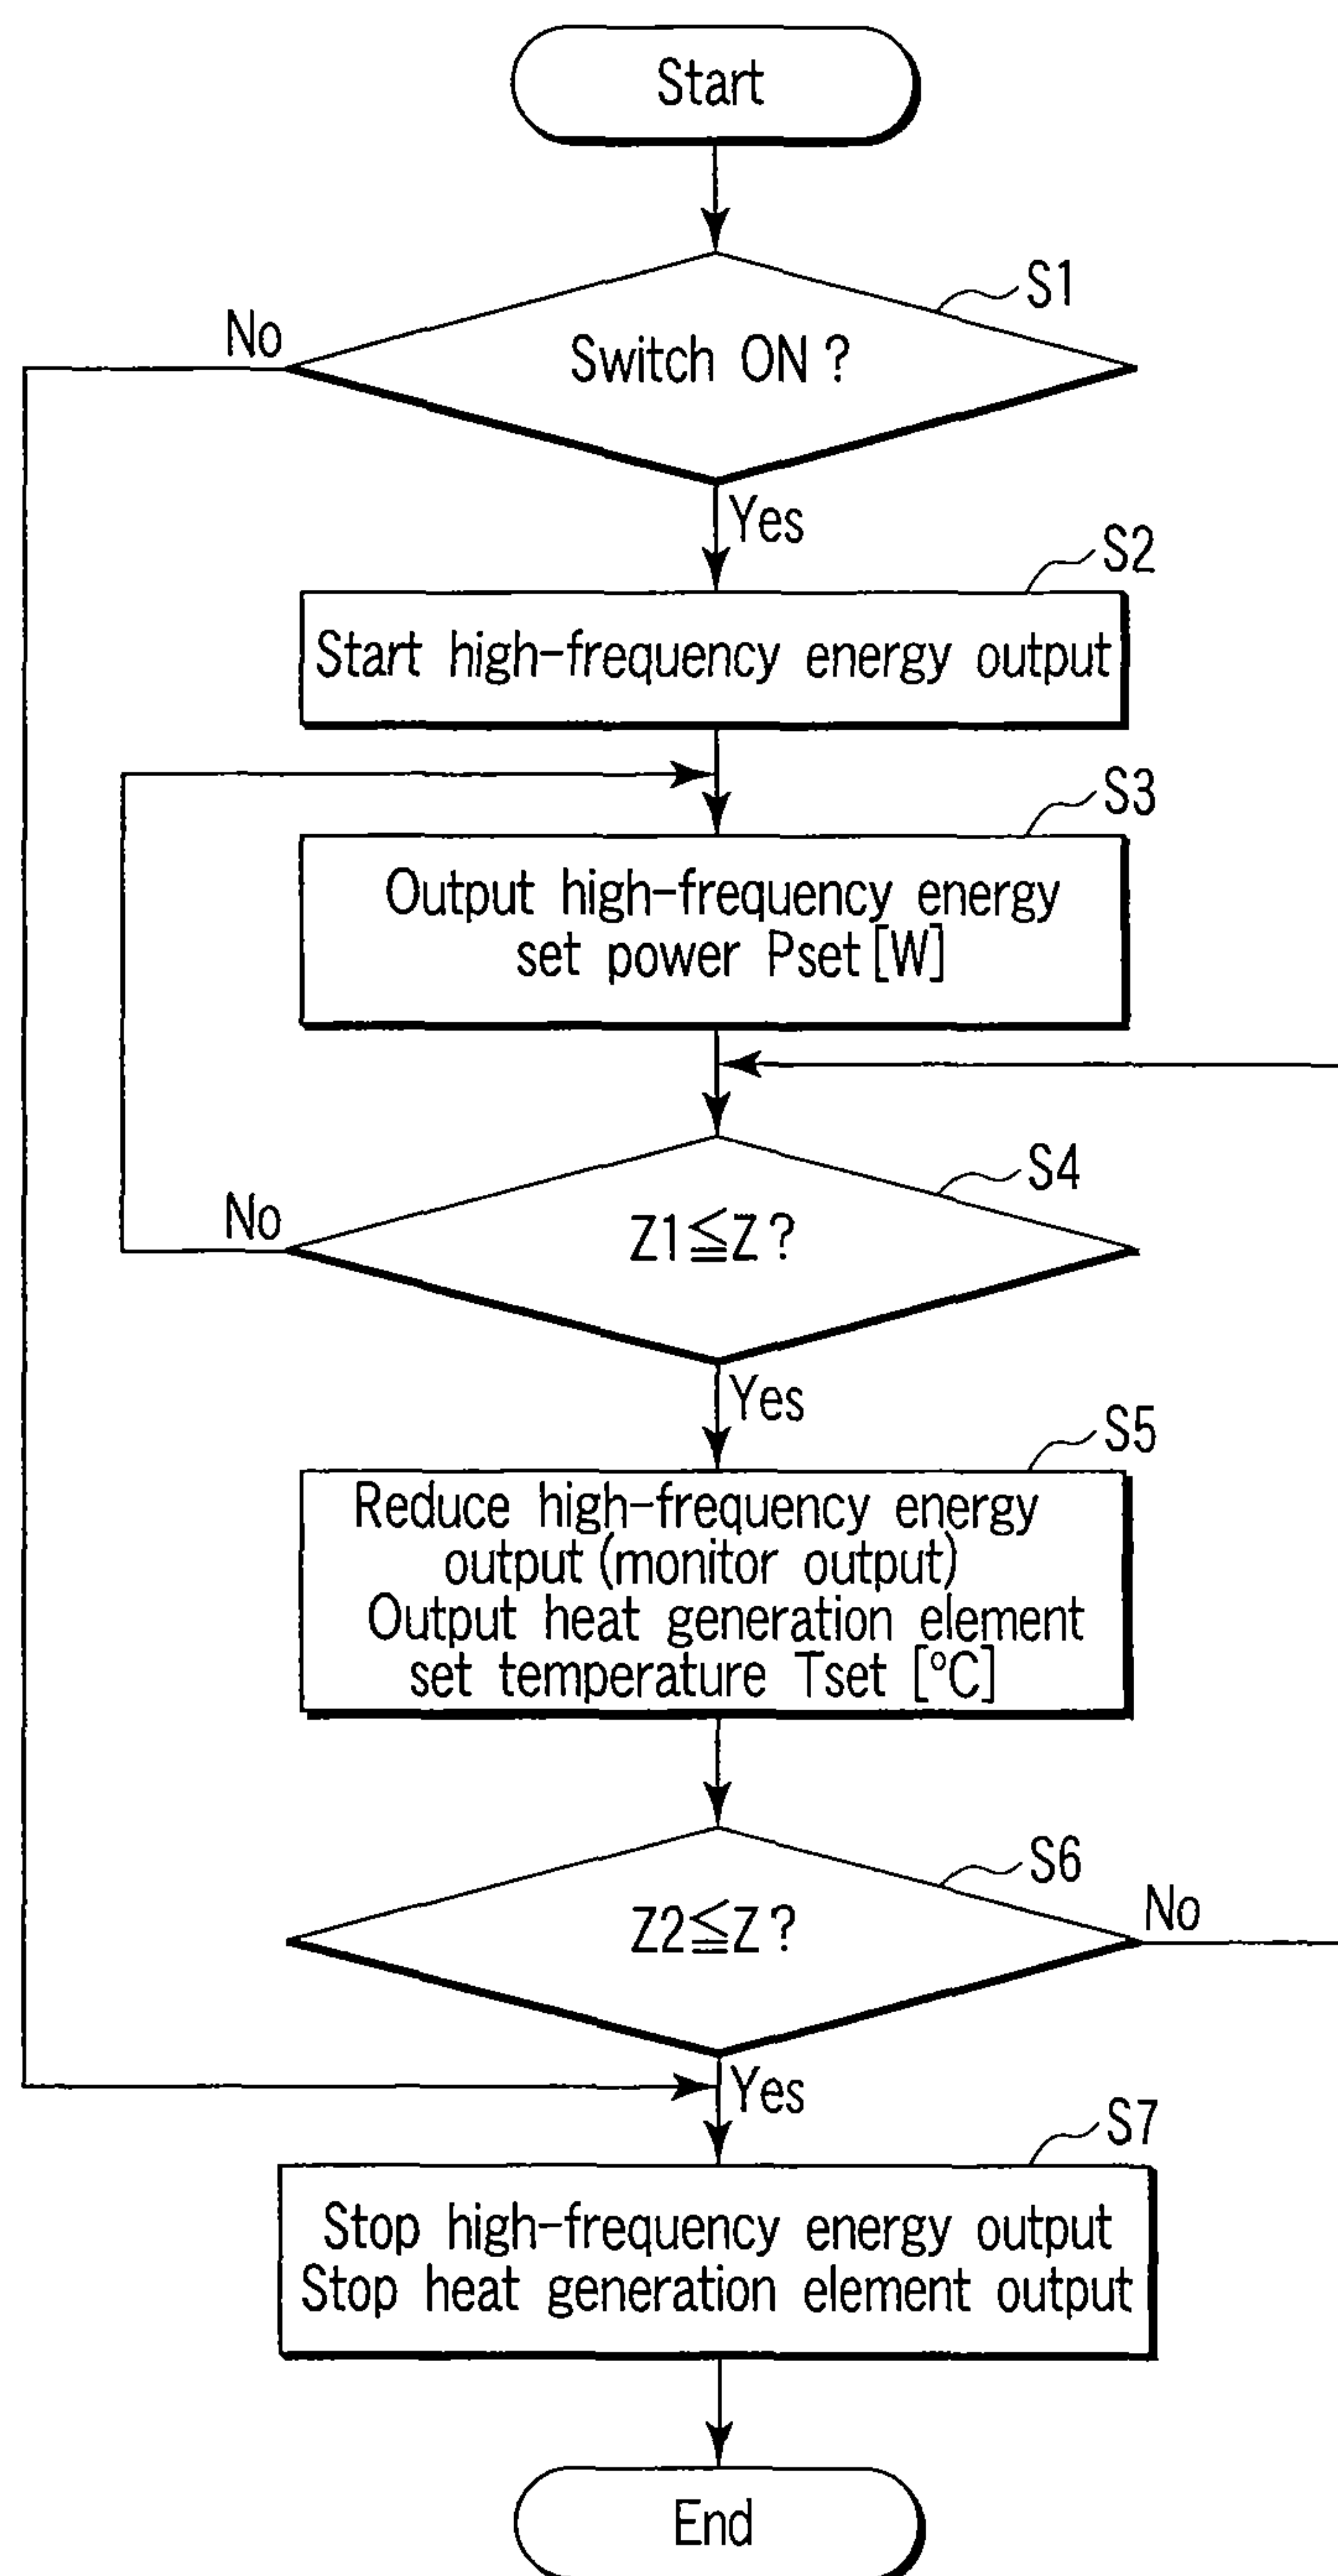 Start
S1
No
Switch ON ?
Yes
S2
Start high-frequency energy output
S3
Output high-frequency energy
set power Pset[W]
S4
No
Z1≦Z?
Yes
S5
Reduce high-frequency energy
output (monitor output)
Output heat generation element
set temperature Tset [°C]
S6
No
Z2≦Z?
Yes
S7
Stop high-frequency energy output
Stop heat generation element output
End